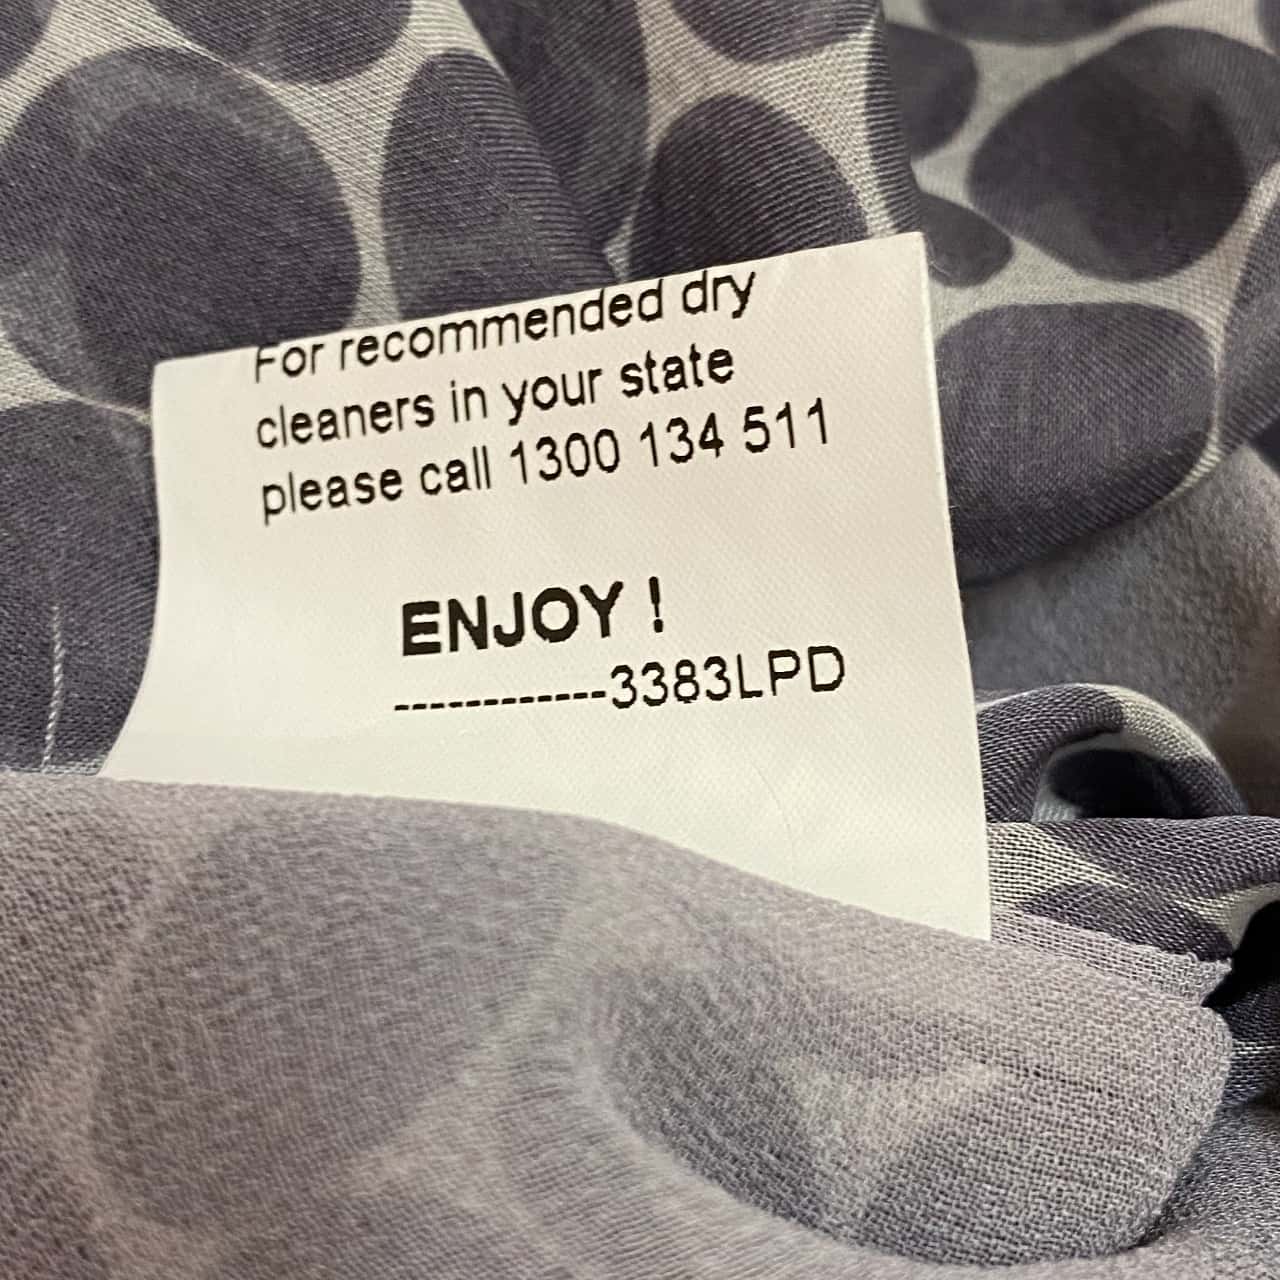 For recommended dry
cleaners in your state
please call 1300 134 511
ENJOY !
------------3383LPD